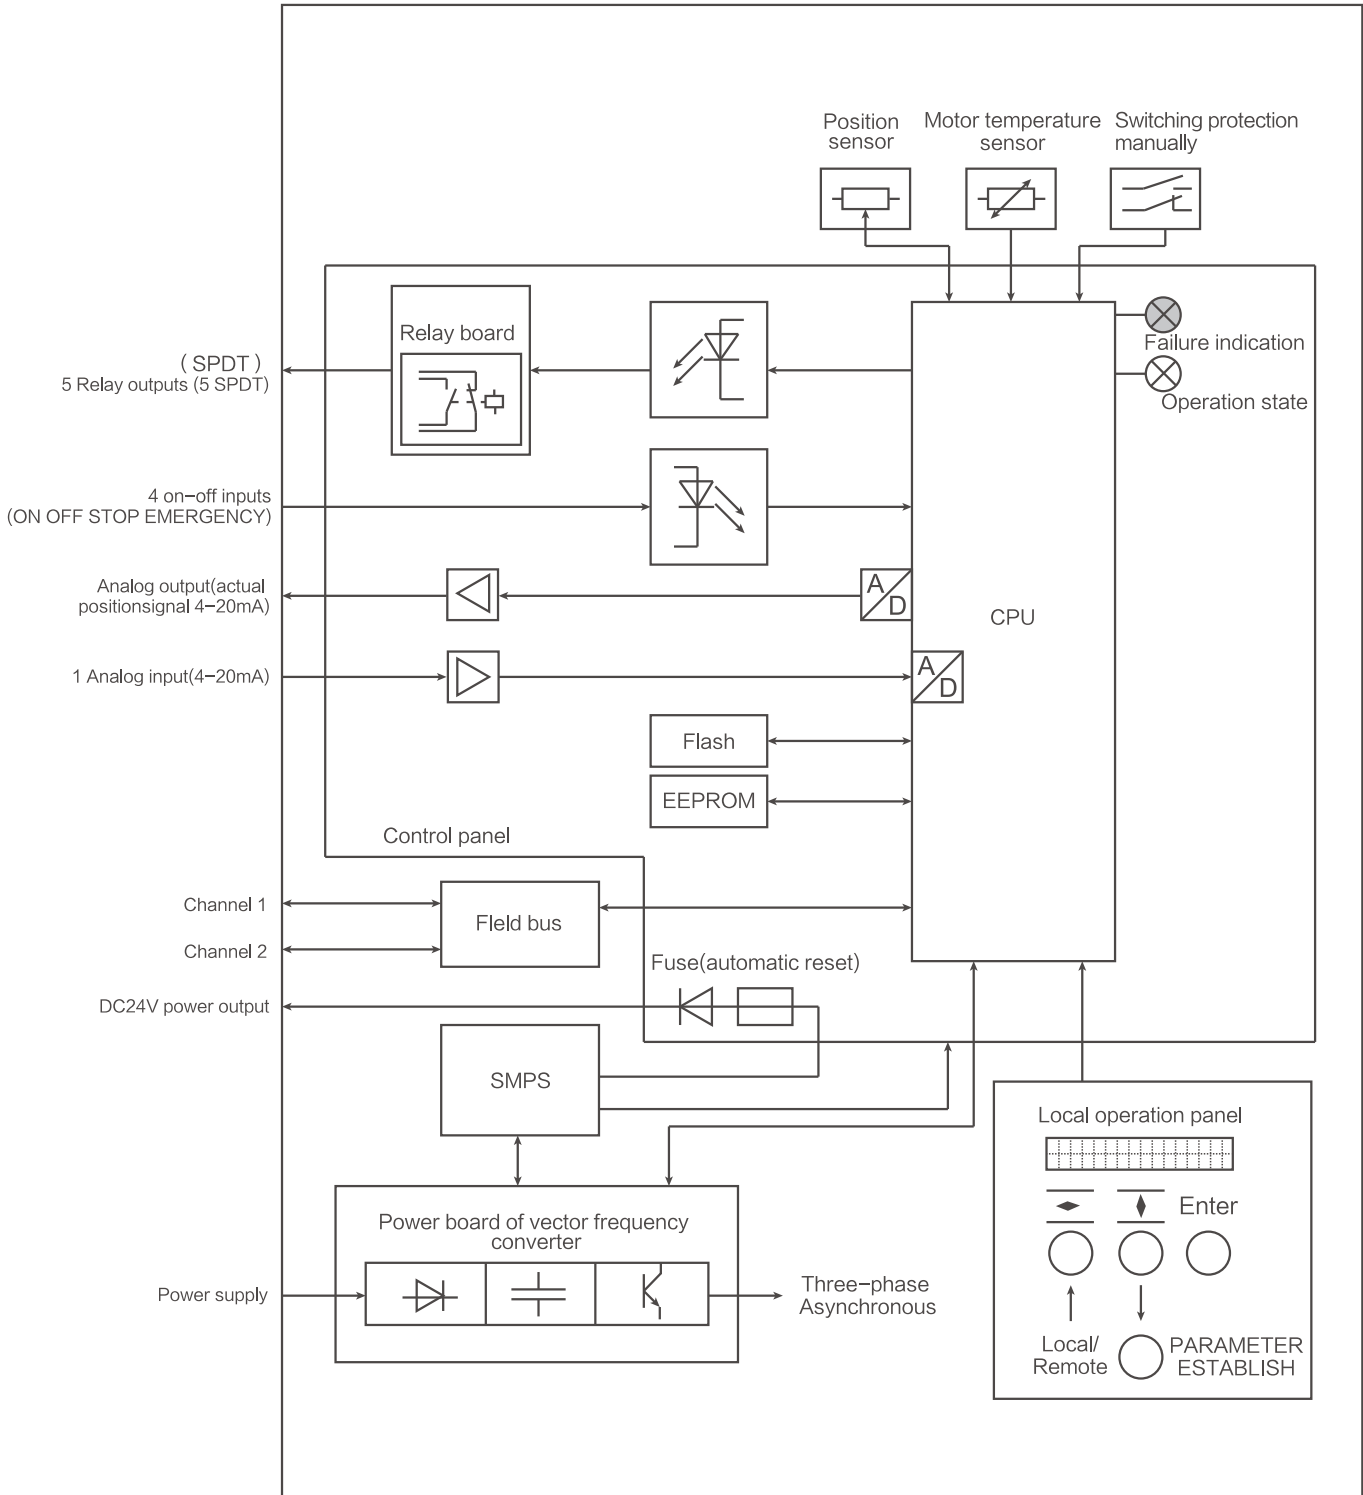 Position
sensor
Motor temperature
sensor
Switching protection
manually
Relay board
Failure indication
Operation state
( SPDT )
5 Relay outputs (5 SPDT)
4 on-off inputs
(ON OFF STOP EMERGENCY)
Analog output(actual
positionsignal 4-20mA)
A
D
CPU
1 Analog input(4-20mA)
A
D
Flash
EEPROM
Control panel
Channel 1
Channel 2
Fleld bus
Fuse(automatic reset)
DC24V power output
SMPS
Local operation panel
Enter
Power board of vector frequency
converter
Power supply
Three-phase
Asynchronous
Local/
Remote
PARAMETER
ESTABLISH